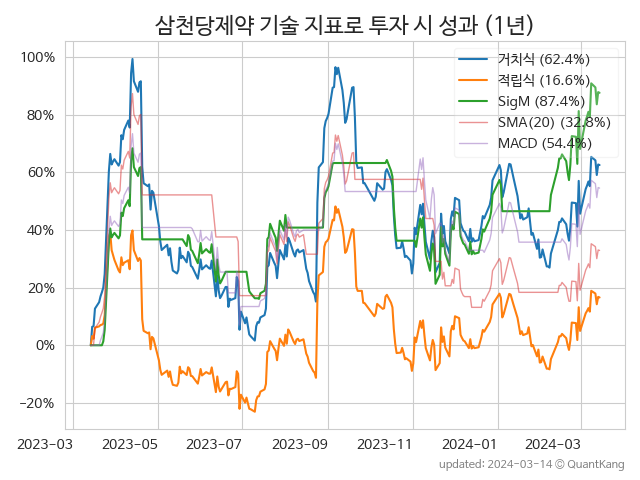 삼천당제약 기술 지표로 투자 시 성과 (1년)
100%
80%
60%
40%
20%
0%
−20%
거치식 (62.4%)
적립식 (16.6%)
SigM (87.4%)
SMA(20) (32.8%)
MACD (54.4%)
2023-03
2023-05
2023-07
2023-09
2023-11
2024-01
2024-03
updated: 2024-03-14 © QuantKang